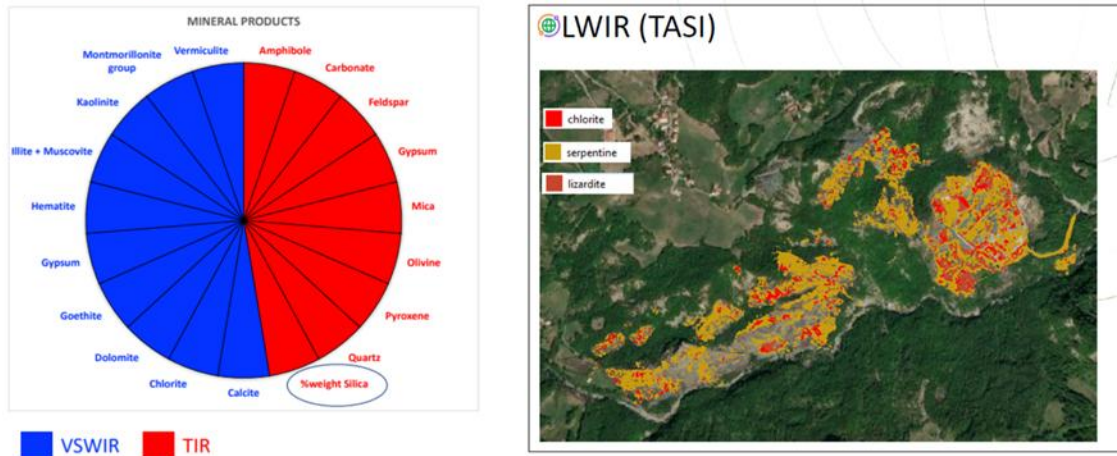 MINERAL PRODUCTS
Vermiculite
Amphibole
Montmorillonite
group
Carbonate
Kaolinite
Feldspar
Illite + Muscovite
Gypsum
Hematite
Mica
Gypsum
Olivine
Goethite
Pyroxene
Dolomite
Quartz
Chlorite
Calcite
%weight Silica
VSWIR
TIR
LWIR (TASI)
chlorite
serpentine
lizardite